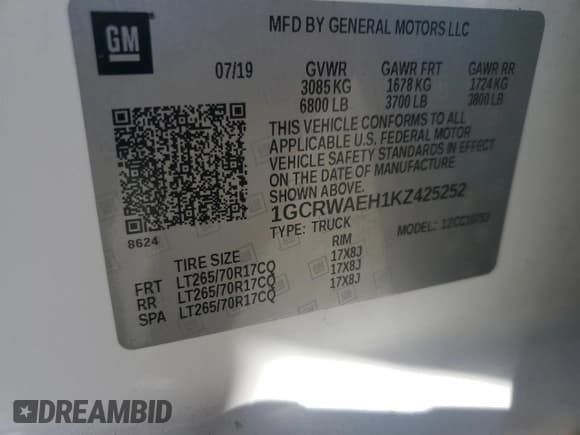 MFD BY GENERAL MOTORS LLC
GM
07/19 GVWR GAWR FRT GAWR RR
3085 KG 1678 KG 1724 KG
6800 LB 3700 LB 3800 LB
THIS VEHICLE CONFORMS TO ALL
APPLICABLE U.S. FEDERAL MOTOR
VEHICLE SAFETY STANDARDS IN EFFECT
ON THE DATE OF MANUFACTURE
SHOWN ABOVE.
1GCRWAEH1KZ425252
8624
TYPE: TRUCK MODEL:
TIRE SIZE RIM
FRT LT265/70R17CQ 17X8J
RR LT265/70R17CQ 17X8J
SPA LT265/70R17CQ 17X8J
DREAMBID